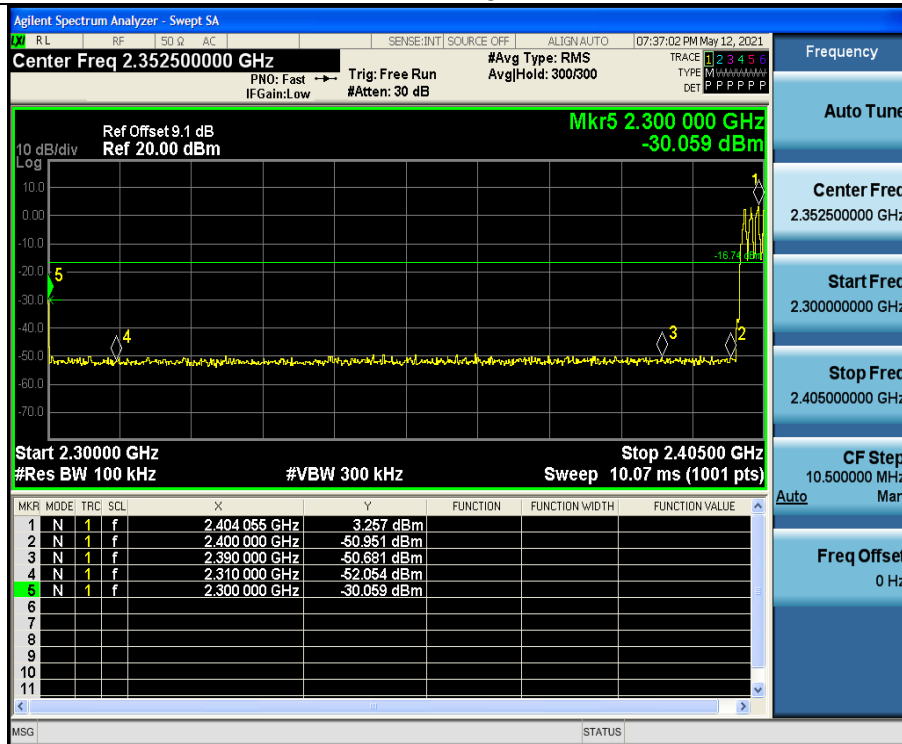 Agilent Spectrum Analyzer - Swept SA
LXI RL RF 50 Ω AC SENSE:INT SOURCE OFF ALIGN AUTO 07:37:02 PM May 12, 2021
Center Freq 2.352500000 GHz #Avg Type: RMS TRACE 1 2 3 4 5 6
PNO: Fast Trig: Free Run Avg|Hold: 300/300 TYPE M W W W W W
IFGain:Low #Atten: 30 dB DET P P P P P P
Mkr5 2.300 000 GHz
-30.059 dBm
Ref Offset 9.1 dB
10 dB/div Ref 20.00 dBm
Log
10.0
0.00
-10.0
-20.0
-30.0
-40.0
-50.0
-60.0
-70.0
1
-16.74 dBm
5
4
3
2
Start 2.30000 GHz Stop 2.40500 GHz
#Res BW 100 kHz #VBW 300 kHz Sweep 10.07 ms (1001 pts)
MKR MODE TRC SCL X Y FUNCTION FUNCTION WIDTH FUNCTION VALUE
1 N 1 f 2.404 055 GHz 3.257 dBm
2 N 1 f 2.400 000 GHz -50.951 dBm
3 N 1 f 2.390 000 GHz -50.681 dBm
4 N 1 f 2.310 000 GHz -52.054 dBm
5 N 1 f 2.300 000 GHz -30.059 dBm
6
7
8
9
10
11
MSG STATUS
Frequency
Auto Tune
Center Freq
2.352500000 GHz
Start Freq
2.300000000 GHz
Stop Freq
2.405000000 GHz
CF Step
10.500000 MHz
Auto Man
Freq Offset
0 Hz